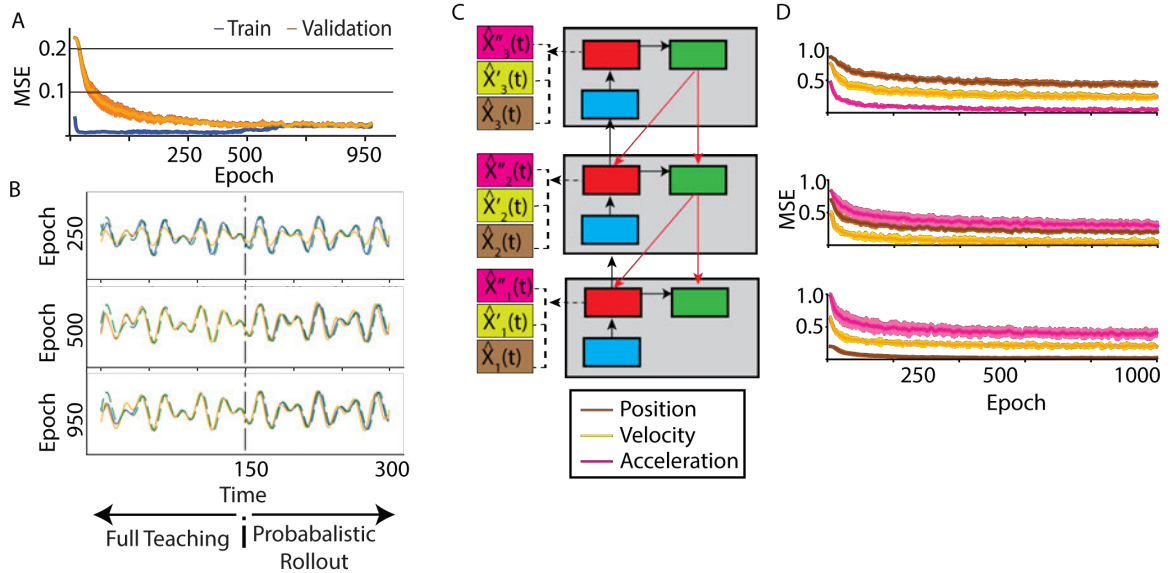 A
Train
Validation
0.2
0.1
MSE
250
500
950
Epoch
B
Epoch
250
Epoch
500
Epoch
950
150
300
Time
Full Teaching
Probabalistic
Rollout
C
X̂″₃(t)
X̂′₃(t)
X̂₃(t)
X̂″₂(t)
X̂′₂(t)
X̂₂(t)
X̂″₁(t)
X̂′₁(t)
X̂₁(t)
Position
Velocity
Acceleration
D
1.0
0.5
MSE
1.0
0.5
1.0
0.5
250
500
1000
Epoch